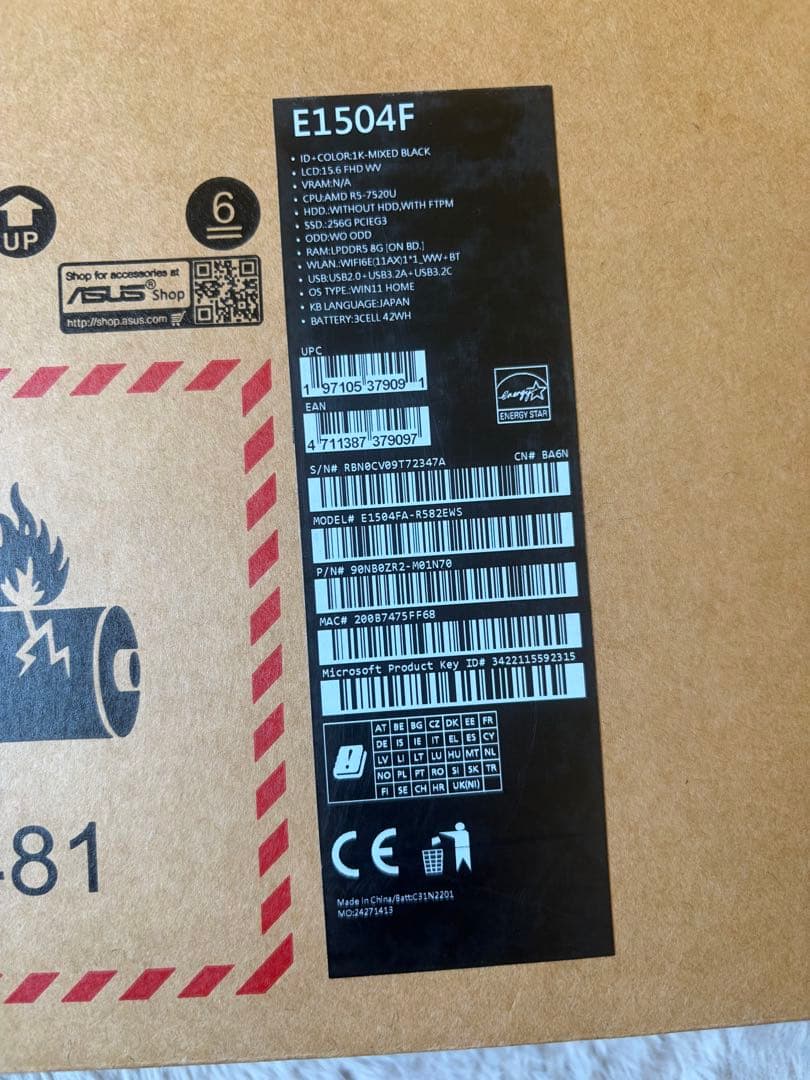 E1504F
• ID+COLOR:1K-MIXED BLACK
• LCD:15.6 FHD WV
• VRAM:N/A
• CPU:AMD R5-7520U
• HDD.:WITHOUT HDD,WITH FTPM
• SSD.:256G PCIEG3
• ODD:WO ODD
• RAM:LPDDR5 8G [ON BD.]
• WLAN.:WIFI6E(11AX)1*1_WW+BT
• USB:USB2.0+USB3.2A+USB3.2C
• OS TYPE.:WIN11 HOME
• KB LANGUAGE:JAPAN
• BATTERY:3CELL 42WH
UP
6
Shop for accessories at
ASUS® Shop
http://shop.asus.com
UPC
1 97105 37909 1
EAN
4 711387 379097
energy
ENERGY STAR
S/N# RBN0CV09T72347A
CN# BA6N
MODEL# E1504FA-R582EWS
P/N# 90NB0ZR2-M01N70
MAC# 200B7475FF68
Microsoft Product Key ID# 3422115592315
AT BE BG CZ DK EE FR
DE IS IE IT EL ES CY
LV LI LT LU HU MT NL
NO PL PT RO SI SK TR
FI SE CH HR UK(NI)
CE
Made in China/Batt:C31N2201
MO:24271413
481